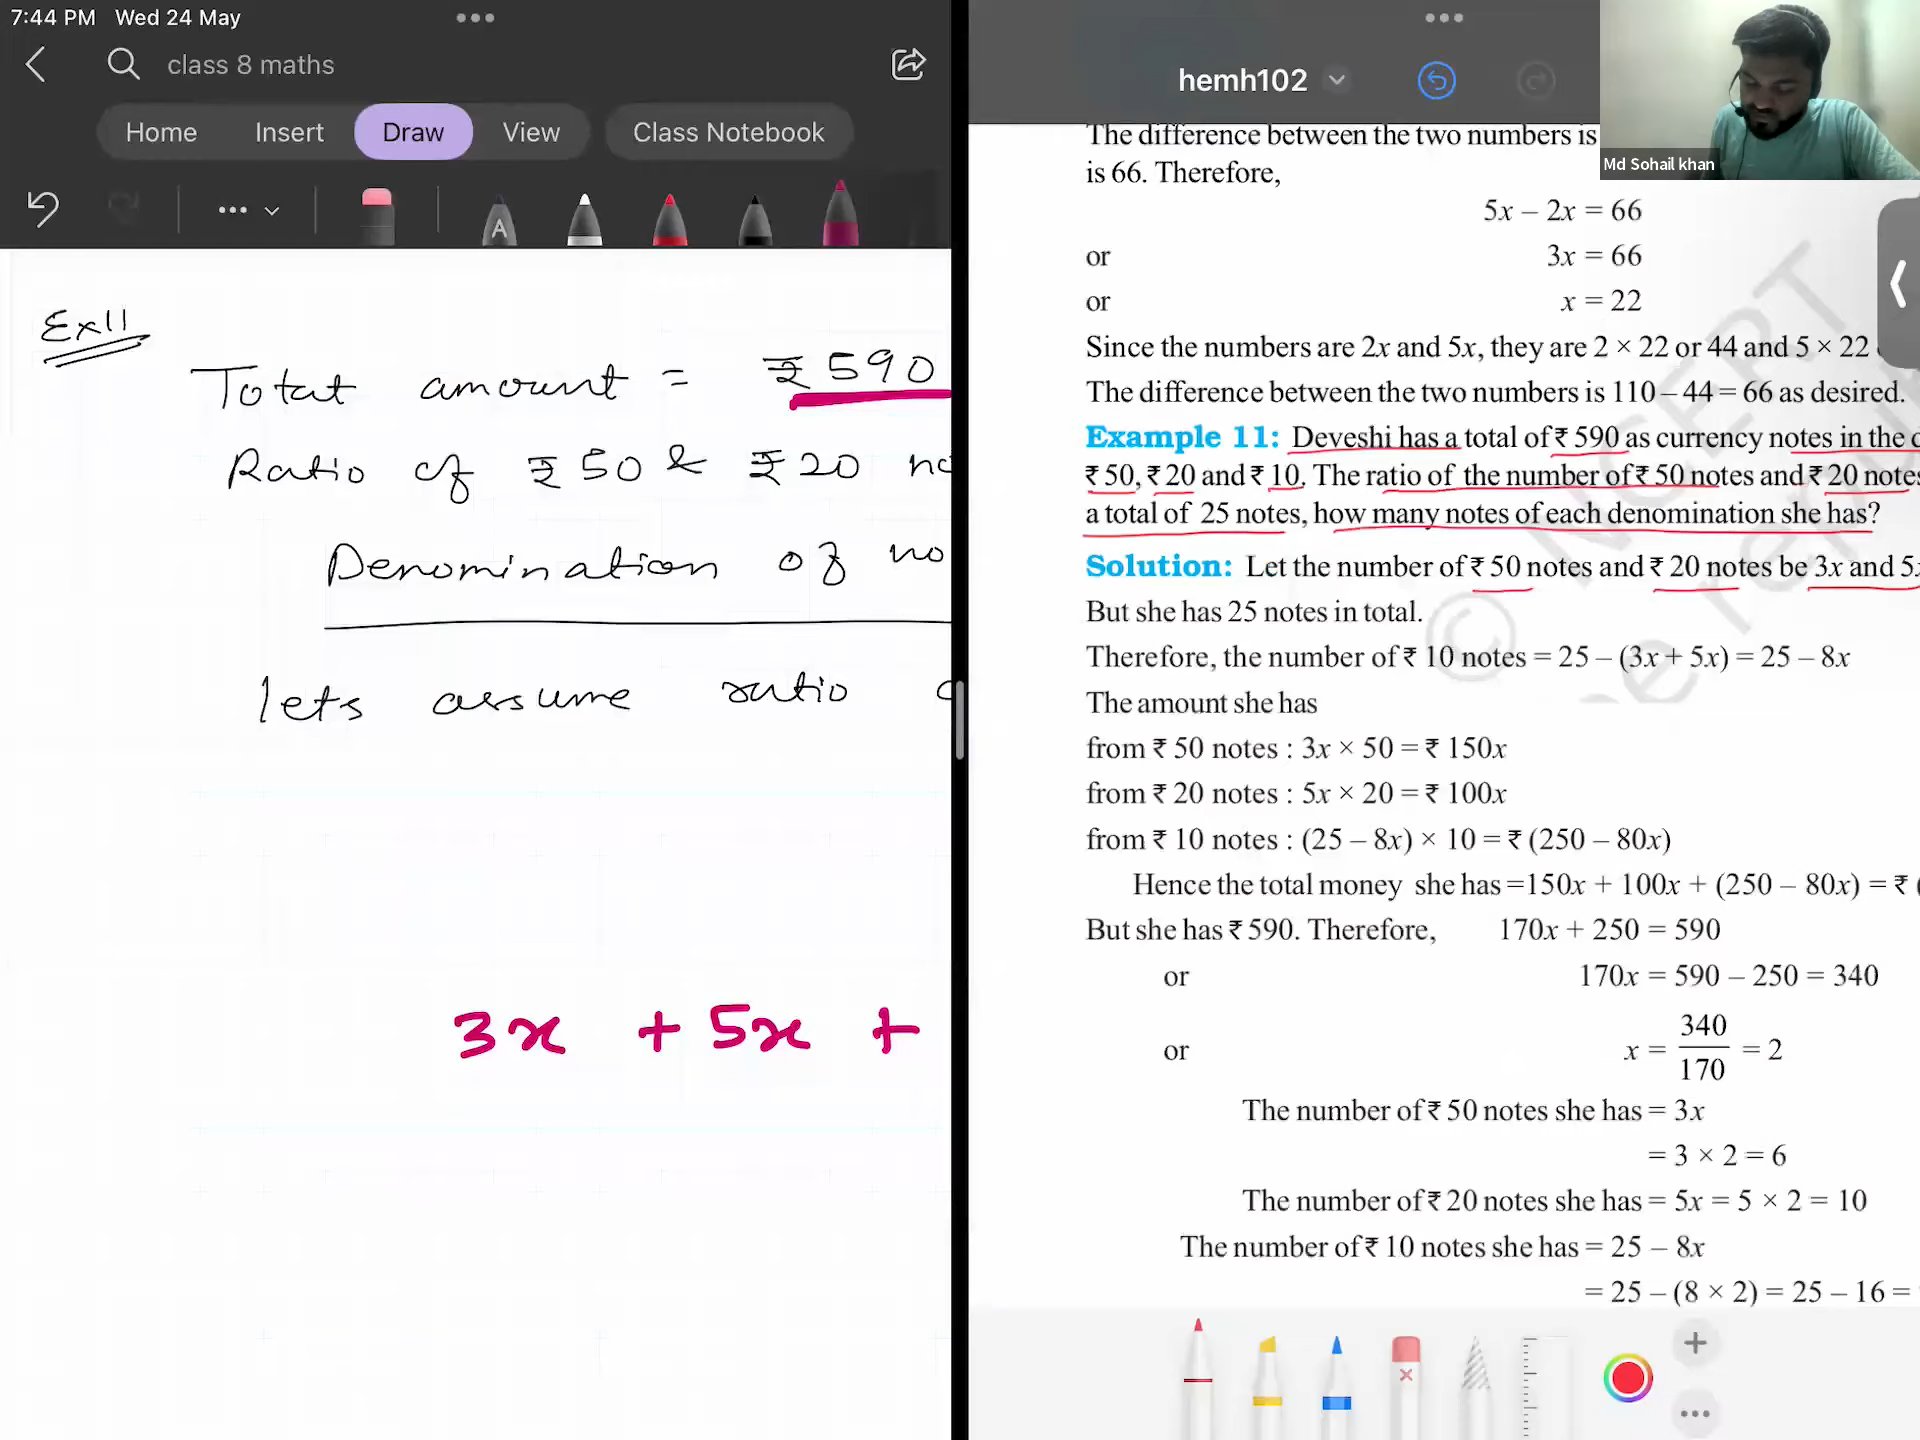 7:44 PM Wed 24 May
class 8 maths
Home Insert Draw View Class Notebook
A
Ex11
Total amount = ₹590
Ratio of ₹50 & ₹20
Denomination of no
lets assume ratio
3x + 5x +
hemh102
Md Sohail khan
The difference between the two numbers is
is 66. Therefore,
5x – 2x = 66
or 3x = 66
or x = 22
Since the numbers are 2x and 5x, they are 2 × 22 or 44 and 5 × 22
The difference between the two numbers is 110 – 44 = 66 as desired.
Example 11: Deveshi has a total of ₹ 590 as currency notes in the
₹ 50, ₹ 20 and ₹ 10. The ratio of the number of ₹ 50 notes and ₹ 20 notes
a total of 25 notes, how many notes of each denomination she has?
Solution: Let the number of ₹ 50 notes and ₹ 20 notes be 3x and 5x
But she has 25 notes in total.
Therefore, the number of ₹ 10 notes = 25 – (3x + 5x) = 25 – 8x
The amount she has
from ₹ 50 notes : 3x × 50 = ₹ 150x
from ₹ 20 notes : 5x × 20 = ₹ 100x
from ₹ 10 notes : (25 – 8x) × 10 = ₹ (250 – 80x)
Hence the total money she has =150x + 100x + (250 – 80x) = ₹ (
But she has ₹ 590. Therefore, 170x + 250 = 590
or 170x = 590 – 250 = 340
or x = 340/170 = 2
The number of ₹ 50 notes she has = 3x
= 3 × 2 = 6
The number of ₹ 20 notes she has = 5x = 5 × 2 = 10
The number of ₹ 10 notes she has = 25 – 8x
= 25 – (8 × 2) = 25 – 16 =
© NCERT